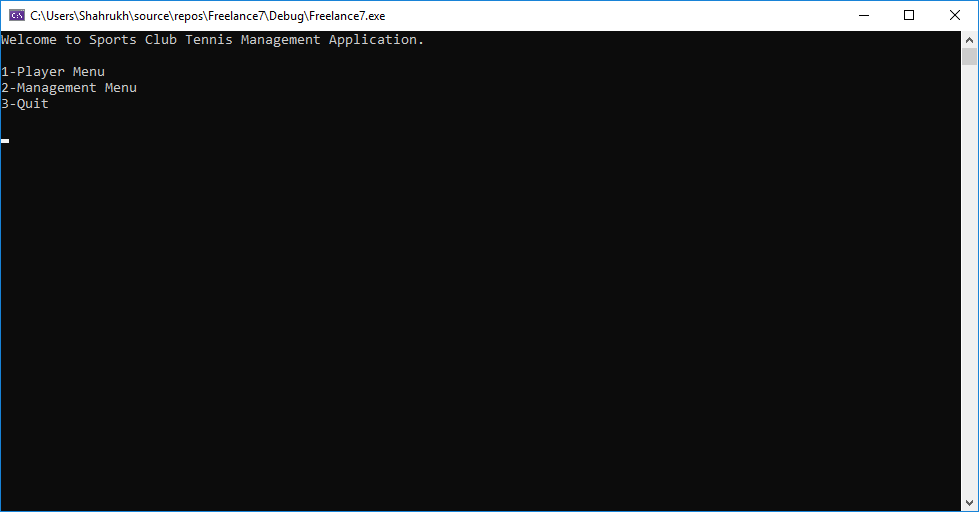 C:\Users\Shahrukh\source\repos\Freelance7\Debug\Freelance7.exe
Welcome to Sports Club Tennis Management Application.
1-Player Menu
2-Management Menu
3-Quit